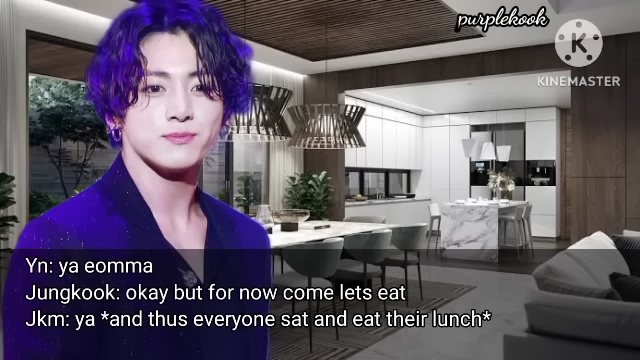 purplekook
K
KINEMASTER
Yn: ya eomma
Jungkook: okay but for now come lets eat
Jkm: ya *and thus everyone sat and eat their lunch*